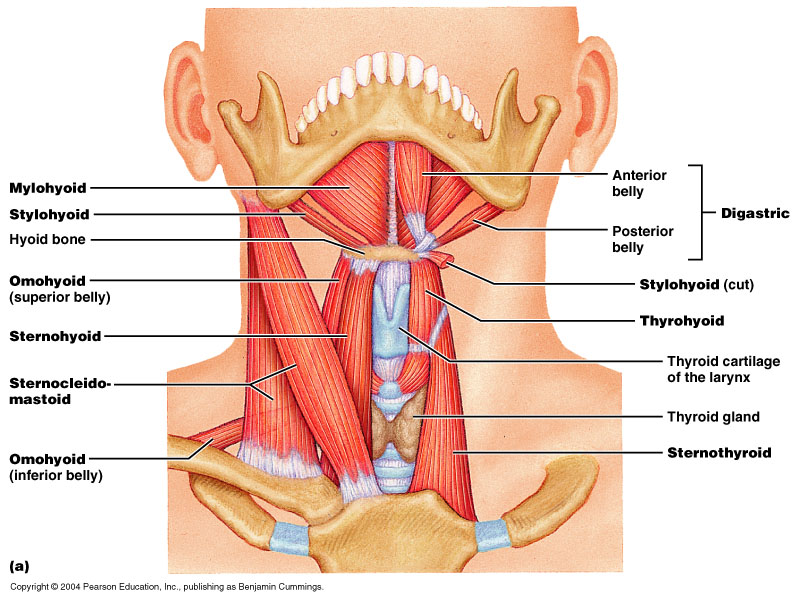 Mylohyoid
Stylohyoid
Hyoid bone
Omohyoid
(superior belly)
Sternohyoid
Sternocleido-
mastoid
Omohyoid
(inferior belly)
Anterior
belly
Digastric
Posterior
belly
Stylohyoid (cut)
Thyrohyoid
Thyroid cartilage
of the larynx
Thyroid gland
Sternothyroid
(a)
Copyright © 2004 Pearson Education, Inc., publishing as Benjamin Cummings.